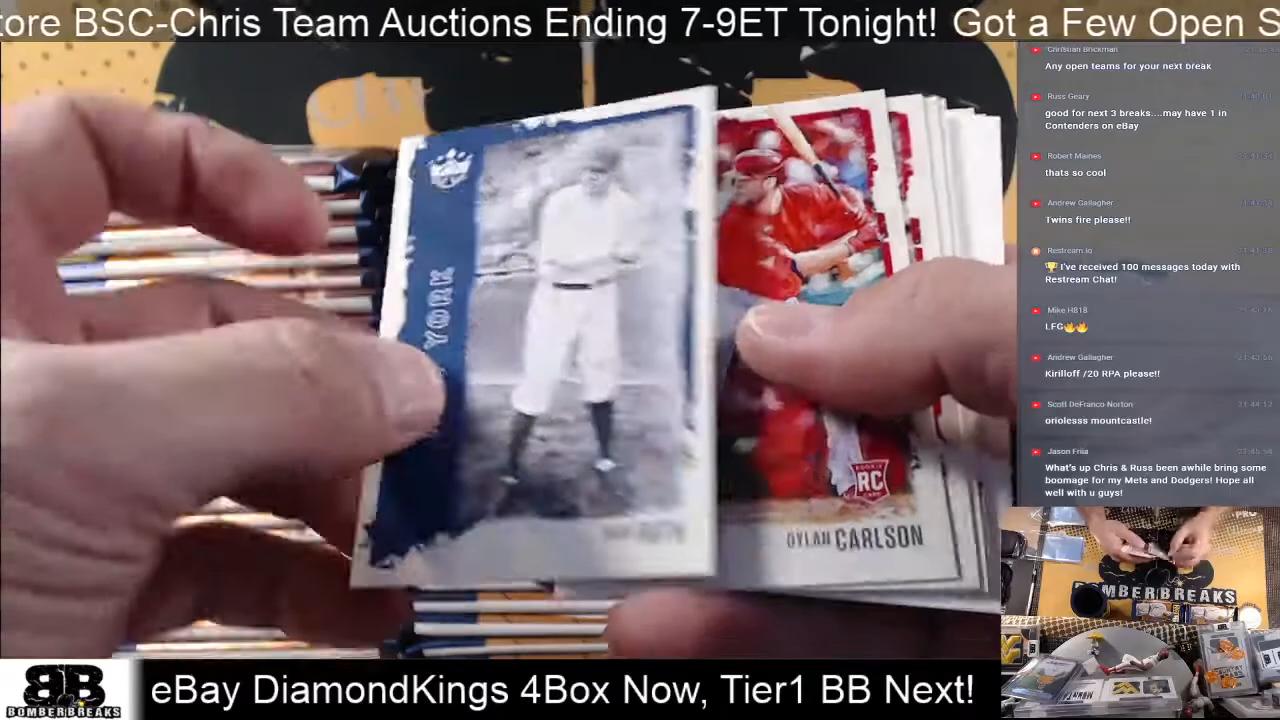 tore BSC-Chris Team Auctions Ending 7-9ET Tonight! Got a Few Open S
Christian Brickman
Any open teams for your next break
Russ Geary
good for next 3 breaks....may have 1 in
Contenders on eBay
Robert Maines
thats so cool
Andrew Gallagher
Twins fire please!!
Restream.io
🏆 I've received 100 messages today with
Restream Chat!
Mike H818
LFG🔥🔥
Andrew Gallagher
Kirilloff /20 RPA please!!
Scott DeFranco Norton
oriolesss mountcastle!
Jason Friia
What's up Chris & Russ been awhile bring some
boomage for my Mets and Dodgers! Hope all
well with u guys!
YORK
ROOKIE
RC
DYLAN CARLSON
BOMBERBREAKS
BB
BOMBERBREAKS
eBay DiamondKings 4Box Now, Tier1 BB Next!